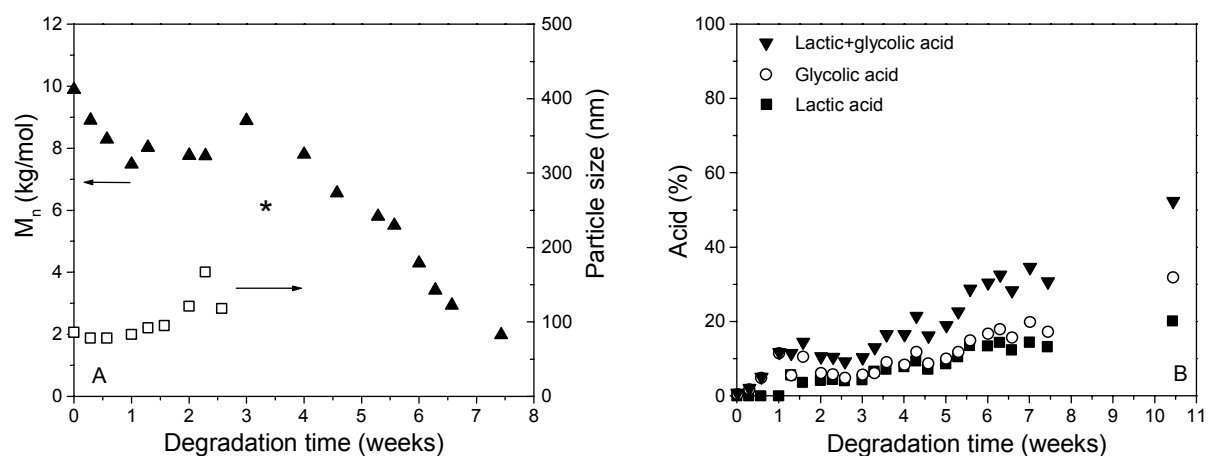 12
10
8
6
4
2
0
M_n (kg/mol)
500
400
300
200
100
0
Particle size (nm)
*
A
0 1 2 3 4 5 6 7 8
Degradation time (weeks)
100
80
60
40
20
0
Acid (%)
Lactic+glycolic acid
Glycolic acid
Lactic acid
B
0 1 2 3 4 5 6 7 8 9 10 11
Degradation time (weeks)